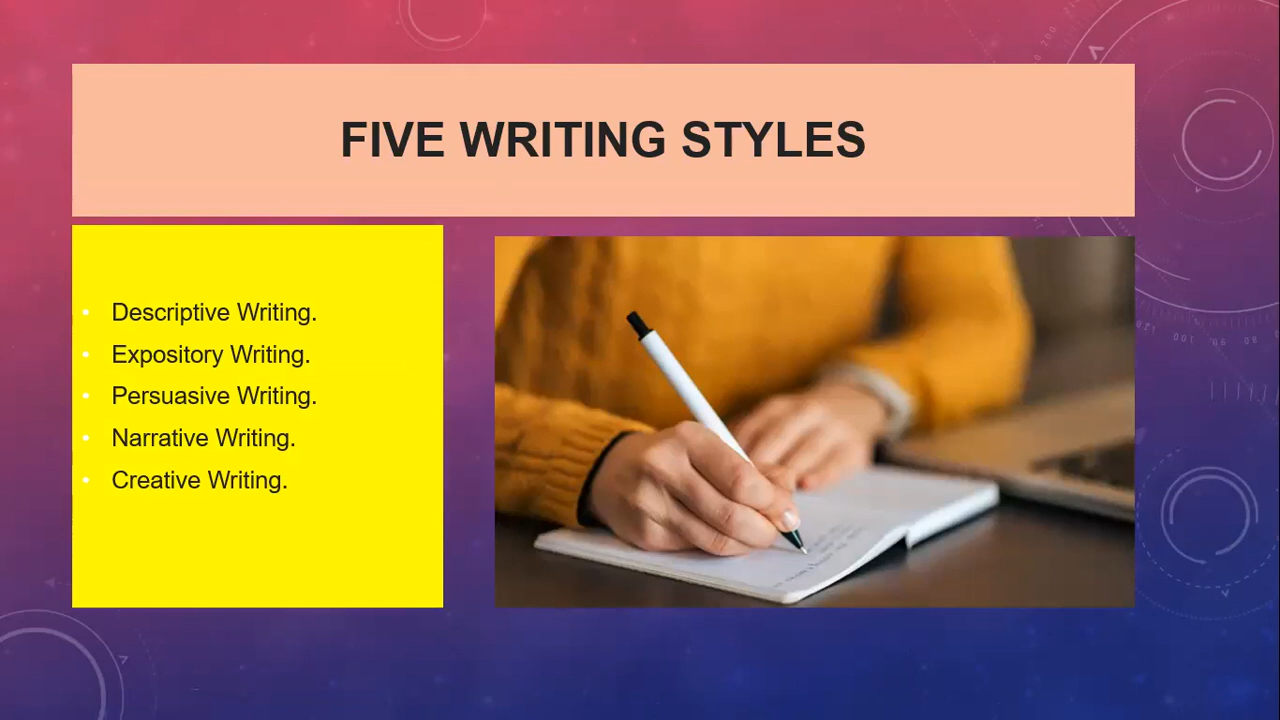 FIVE WRITING STYLES
• Descriptive Writing.
• Expository Writing.
• Persuasive Writing.
• Narrative Writing.
• Creative Writing.